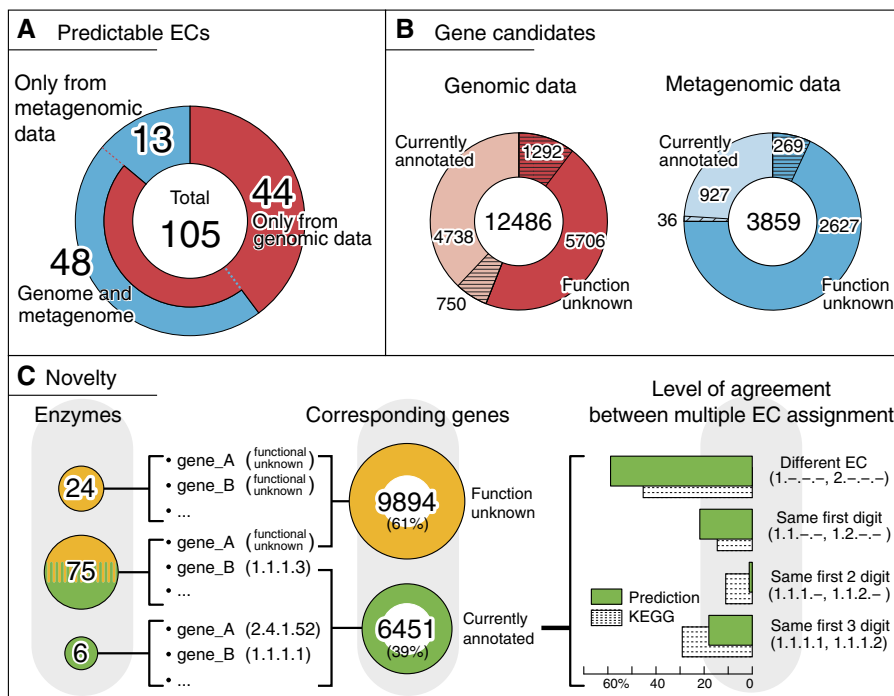 A Predictable ECs
Only from
metagenomic
data
13
44
Only from
genomic data
Total
105
48
Genome and
metagenome
B Gene candidates
Genomic data
Currently
annotated
1292
12486
4738
5706
750
Function
unknown
Metagenomic data
Currently
annotated
269
927
36
3859
2627
Function
unknown
C Novelty
Enzymes
24
75
6
• gene_A (functional unknown)
• gene_B (functional unknown)
• ...
• gene_A (functional unknown)
• gene_B (1.1.1.3)
• ...
• gene_A (2.4.1.52)
• gene_B (1.1.1.1)
• ...
Corresponding genes
9894
(61%)
Function
unknown
6451
(39%)
Currently
annotated
Level of agreement
between multiple EC assignment
Different EC
(1.-.-.-, 2.-.-.-)
Same first digit
(1.1.-.-, 1.2.-.- )
Same first 2 digit
(1.1.1.-, 1.1.2.- )
Same first 3 digit
(1.1.1.1, 1.1.1.2)
Prediction
KEGG
60% 40 20 0